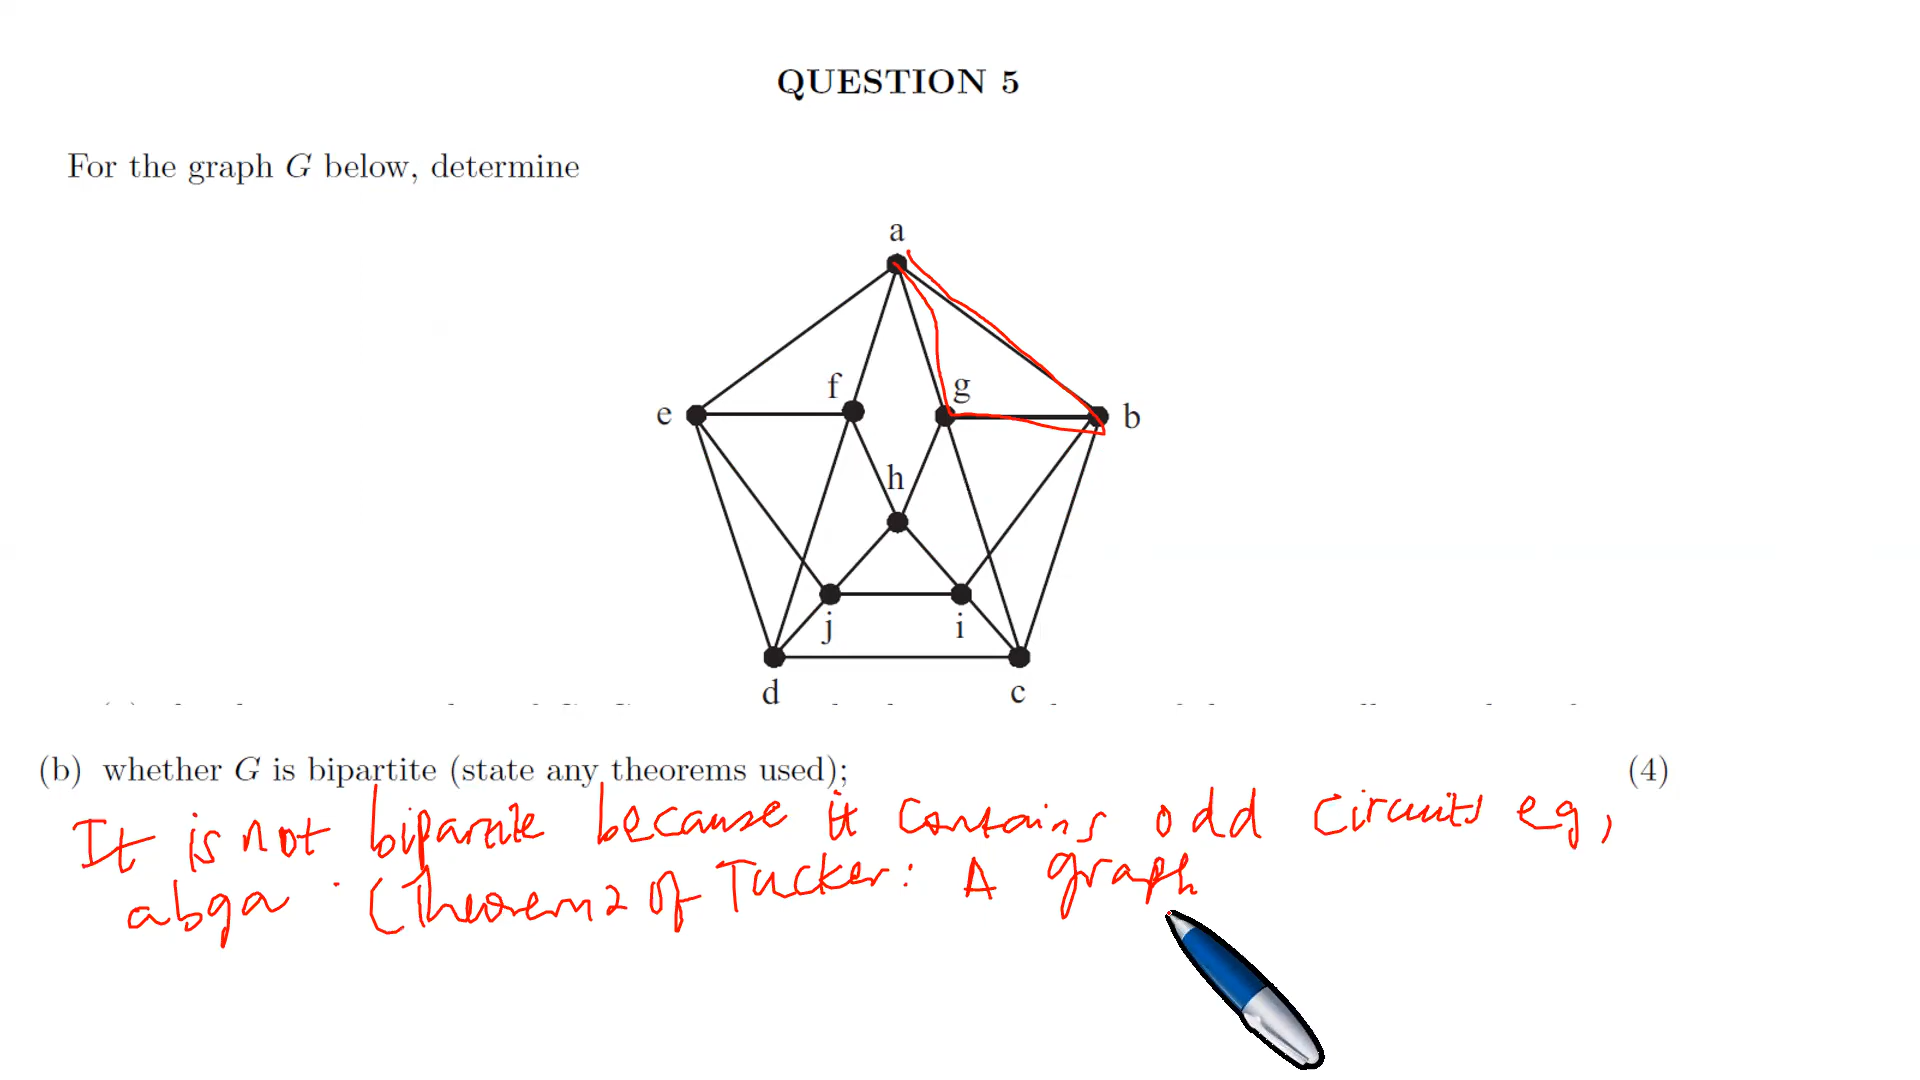 QUESTION 5
For the graph G below, determine
a
f
g
e
b
h
j
i
d
c
(b) whether G is bipartite (state any theorems used);
(4)
It is not bipartite because it contains odd circuits eg,
abga . (Theorem 2 of Tucker: A graph